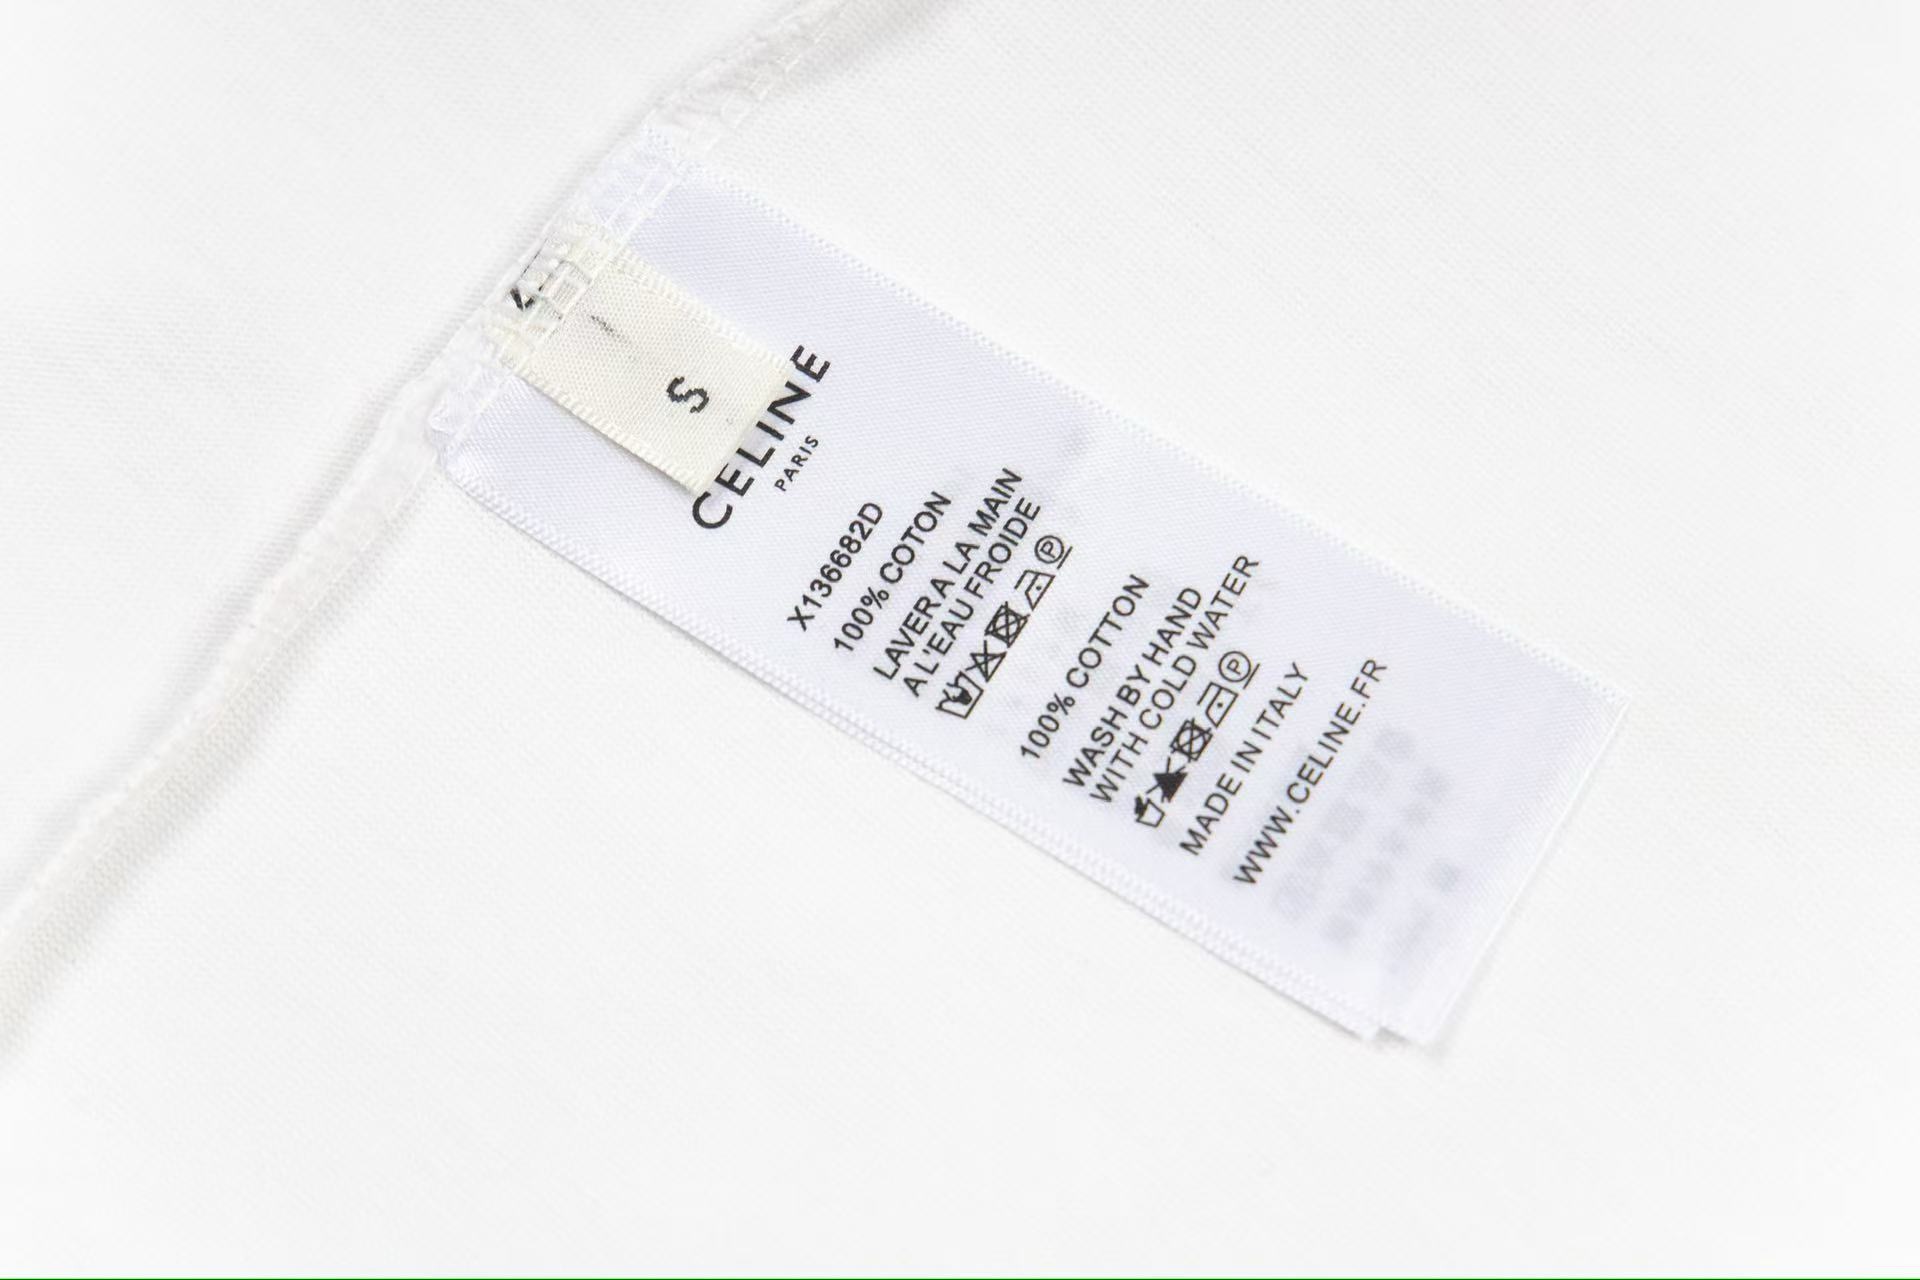 S
CELINE
PARIS
X136682D
100% COTON
LAVER A LA MAIN
A L'EAU FROIDE
P
100% COTTON
WASH BY HAND
WITH COLD WATER
P
MADE IN ITALY
WWW.CELINE.FR